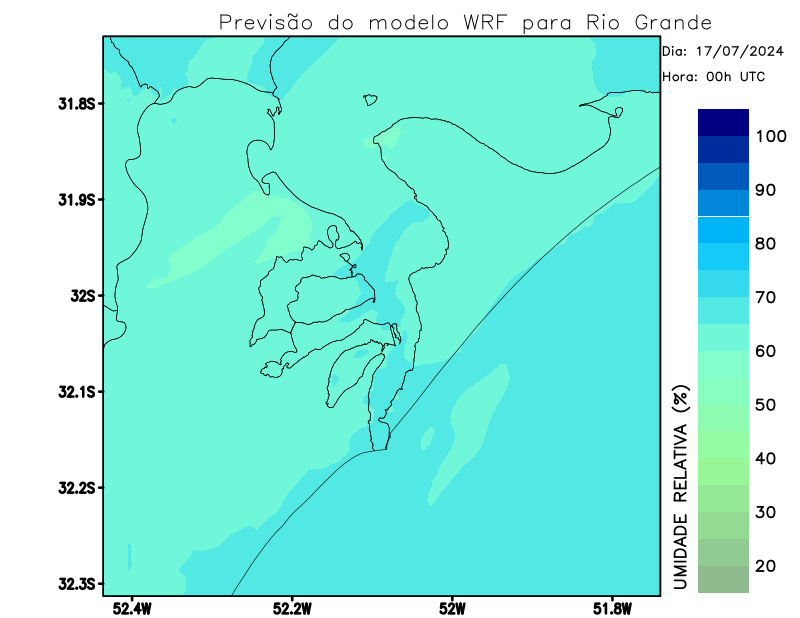 Previsão do modelo WRF para Rio Grande
Dia: 17/07/2024
Hora: 00h UTC
31.8S
31.9S
32S
32.1S
32.2S
32.3S
52.4W
52.2W
52W
51.8W
UMIDADE RELATIVA (%)
100
90
80
70
60
50
40
30
20